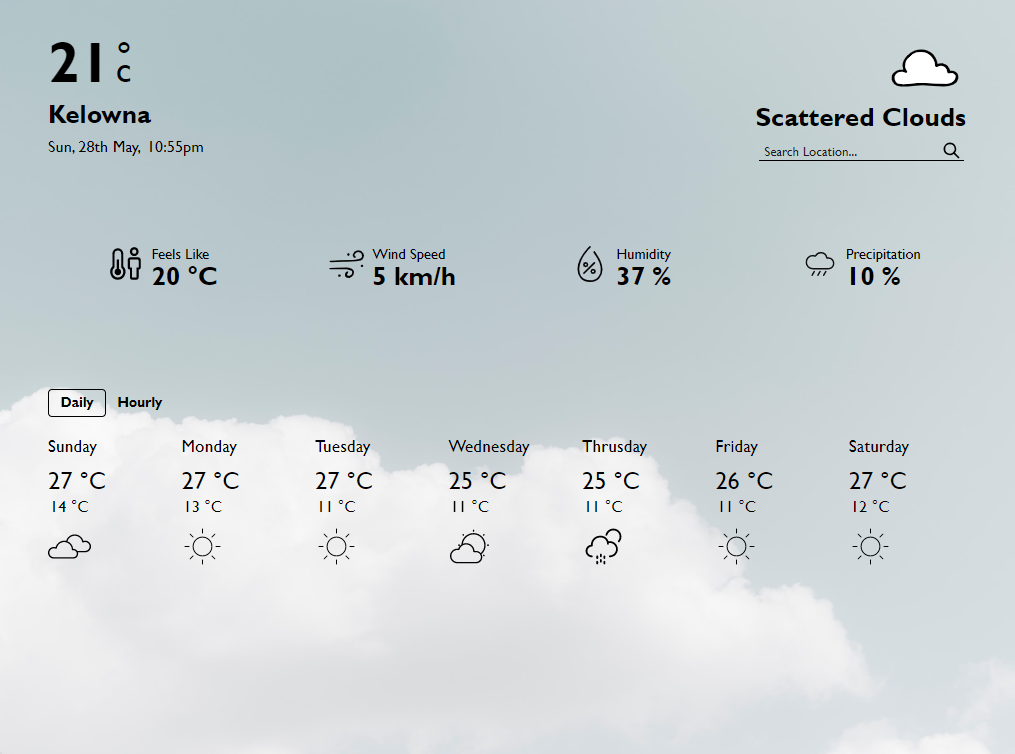 21 °C
Kelowna
Sun, 28th May, 10:55pm
Scattered Clouds
Search Location...
Feels Like
20 °C
Wind Speed
5 km/h
Humidity
37 %
Precipitation
10 %
Daily Hourly
Sunday Monday Tuesday Wednesday Thrusday Friday Saturday
27 °C 27 °C 27 °C 25 °C 25 °C 26 °C 27 °C
14 °C 13 °C 11 °C 11 °C 11 °C 11 °C 12 °C